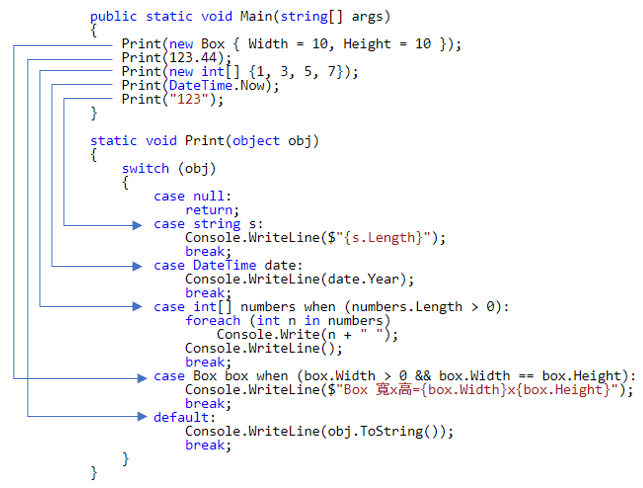 public static void Main(string[] args)
{
    Print(new Box { Width = 10, Height = 10 });
    Print(123.44);
    Print(new int[] {1, 3, 5, 7});
    Print(DateTime.Now);
    Print("123");
}
static void Print(object obj)
{
    switch (obj)
    {
        case null:
            return;
        case string s:
            Console.WriteLine($"{s.Length}");
            break;
        case DateTime date:
            Console.WriteLine(date.Year);
            break;
        case int[] numbers when (numbers.Length > 0):
            foreach (int n in numbers)
                Console.Write(n + " ");
            Console.WriteLine();
            break;
        case Box box when (box.Width > 0 && box.Width == box.Height):
            Console.WriteLine($"Box 寬x高={box.Width}x{box.Height}");
            break;
        default:
            Console.WriteLine(obj.ToString());
            break;
    }
}